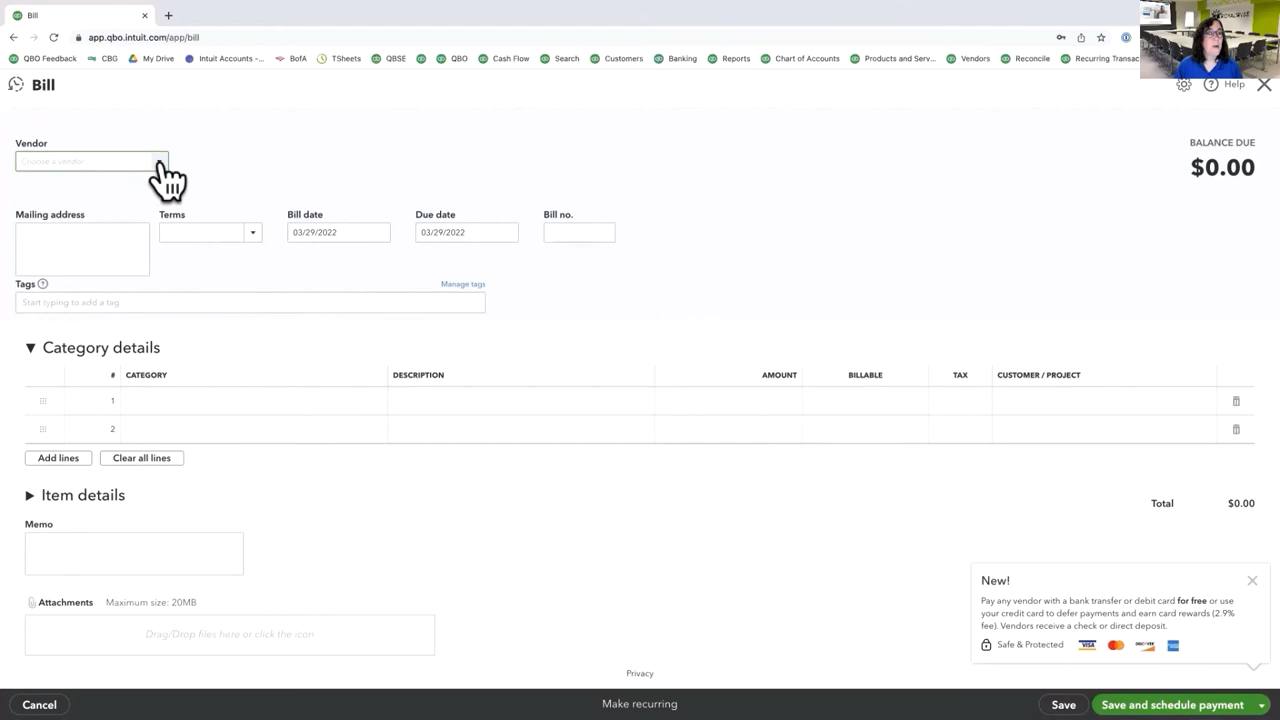 Bill
app.qbo.intuit.com/app/bill
QBO Feedback CBG My Drive Intuit Accounts -... BofA TSheets QBSE QBO Cash Flow Search Customers Banking Reports Chart of Accounts Products and Serv... Vendors Reconcile Recurring Transac
Bill
Help
Vendor
Choose a vendor
BALANCE DUE
$0.00
Mailing address Terms Bill date Due date Bill no.
03/29/2022 03/29/2022
Tags Manage tags
Start typing to add a tag
Category details
# CATEGORY DESCRIPTION AMOUNT BILLABLE TAX CUSTOMER / PROJECT
1
2
Add lines Clear all lines
Item details
Total $0.00
Memo
New!
Pay any vendor with a bank transfer or debit card for free or use
your credit card to defer payments and earn card rewards (2.9%
fee). Vendors receive a check or direct deposit.
Safe & Protected VISA DISCOVER
Attachments Maximum size: 20MB
Drag/Drop files here or click the icon
Privacy
Cancel Make recurring Save Save and schedule payment